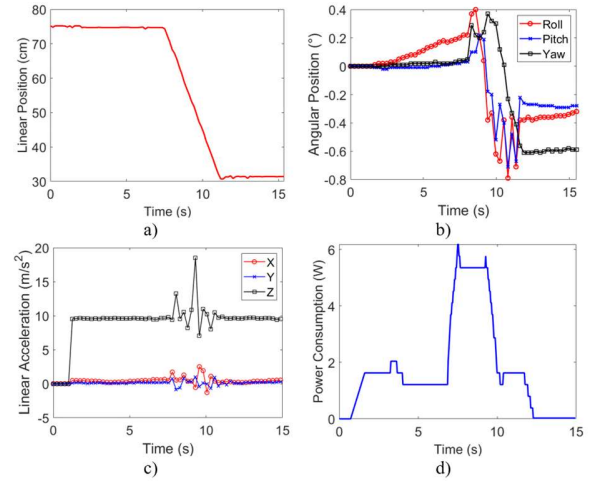 80
70
60
50
40
30
0
5
10
15
Linear Position (cm)
Time (s)
a)
0.4
0.2
0
-0.2
-0.4
-0.6
-0.8
0
5
10
15
Angular Position (°)
Time (s)
Roll
Pitch
Yaw
b)
20
15
10
5
0
-5
0
5
10
15
Linear Acceleration (m/s²)
Time (s)
X
Y
Z
c)
6
4
2
0
0
5
10
15
Power Consumption (W)
Time (s)
d)